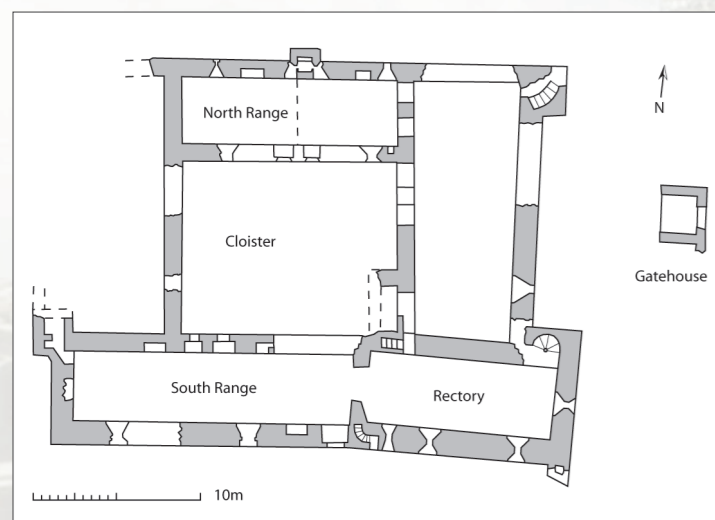 North Range
N
Cloister
Gatehouse
South Range
Rectory
10m